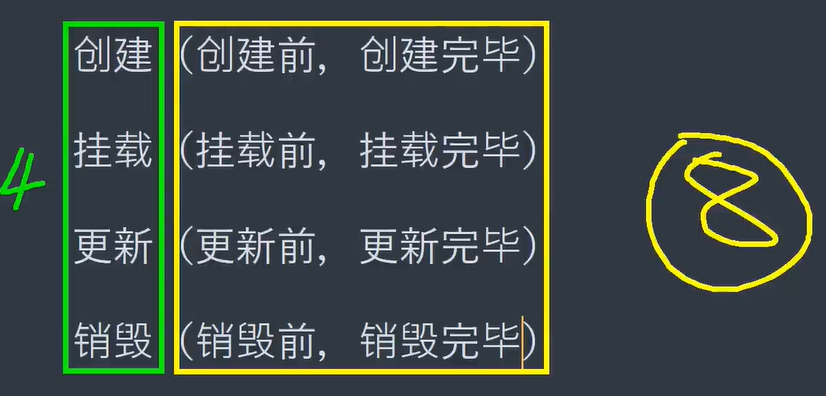 创建 (创建前, 创建完毕)
挂载 (挂载前, 挂载完毕)
4
8
更新 (更新前, 更新完毕)
销毁 (销毁前, 销毁完毕)